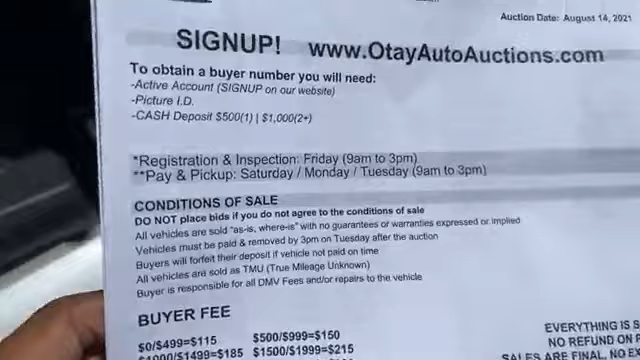 Auction Date: August 14, 2021
SIGNUP! www.OtayAutoAuctions.com
To obtain a buyer number you will need:
-Active Account (SIGNUP on our website)
-Picture I.D.
-CASH Deposit $500(1) | $1,000(2+)
*Registration & Inspection: Friday (9am to 3pm)
**Pay & Pickup: Saturday / Monday / Tuesday (9am to 3pm)
CONDITIONS OF SALE
DO NOT place bids if you do not agree to the conditions of sale
All vehicles are sold "as-is, where-is" with no guarantees or warranties expressed or implied
Vehicles must be paid & removed by 3pm on Tuesday after the auction
Buyers will forfeit their deposit if vehicle not paid on time
All vehicles are sold as TMU (True Mileage Unknown)
Buyer is responsible for all DMV Fees and/or repairs to the vehicle
BUYER FEE
$0/$499=$115 $500/$999=$150
$1000/$1499=$185 $1500/$1999=$215
EVERYTHING IS
NO REFUND ON
SALES ARE FINAL, NO